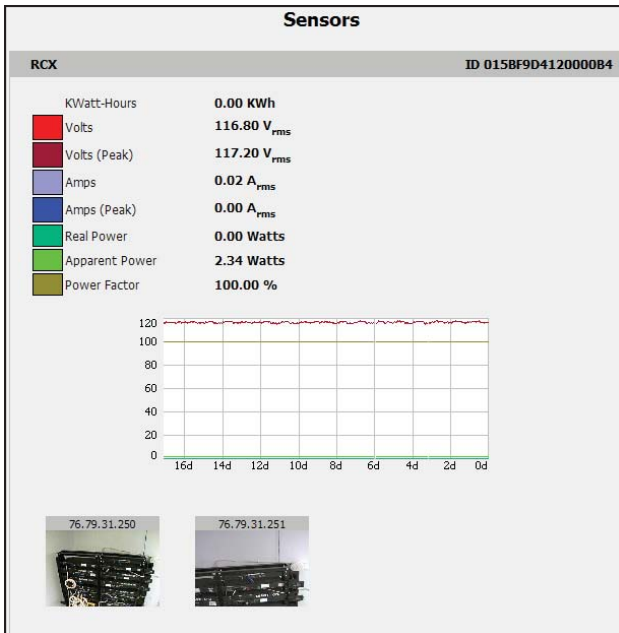 Sensors
RCX ID 015BF9D4120000B4
KWatt-Hours 0.00 KWh
Volts 116.80 Vrms
Volts (Peak) 117.20 Vrms
Amps 0.02 Arms
Amps (Peak) 0.00 Arms
Real Power 0.00 Watts
Apparent Power 2.34 Watts
Power Factor 100.00 %
120
100
80
60
40
20
0
16d 14d 12d 10d 8d 6d 4d 2d 0d
76.79.31.250 76.79.31.251